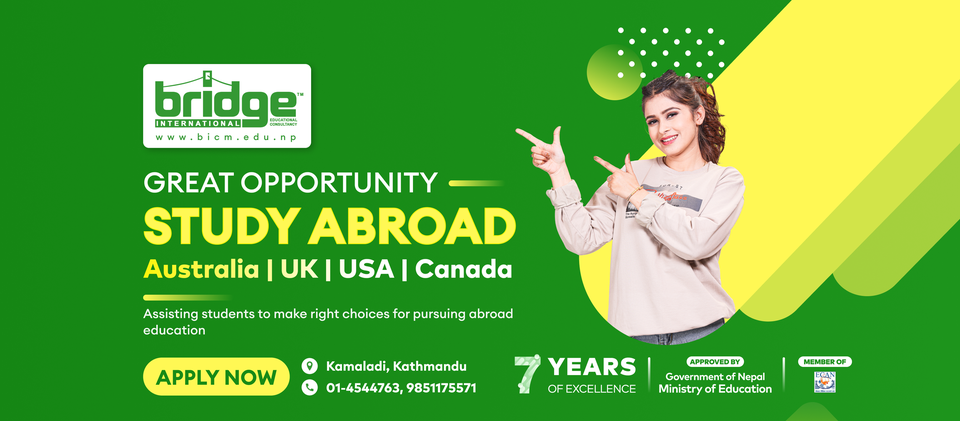 bridge™
INTERNATIONAL EDUCATIONAL CONSULTANCY
www.bicm.edu.np
GREAT OPPORTUNITY
STUDY ABROAD
Australia | UK | USA | Canada
Assisting students to make right choices for pursuing abroad
education
APPLY NOW
Kamaladi, Kathmandu
01-4544763, 9851175571
7 YEARS
OF EXCELLENCE
APPROVED BY
Government of Nepal
Ministry of Education
MEMBER OF
ECAN